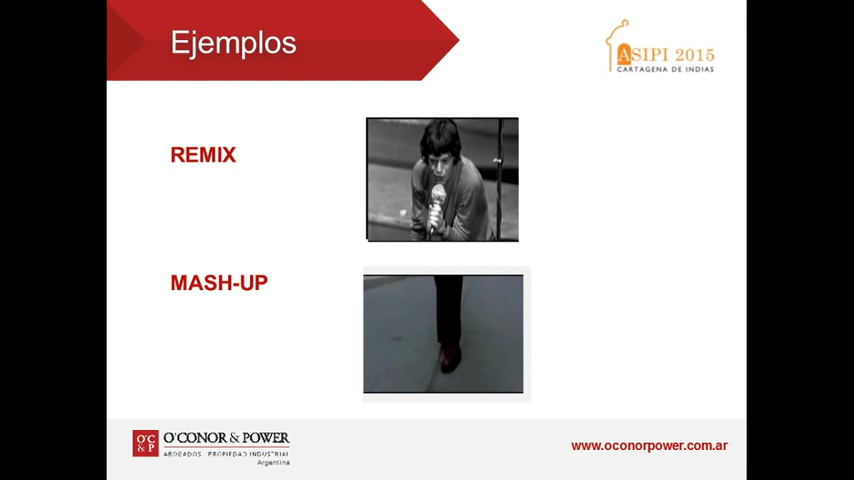 Ejemplos
ASIPI 2015
CARTAGENA DE INDIAS
REMIX
MASH-UP
O'C & P
O'CONOR & POWER
ABOGADOS · PROPIEDAD INDUSTRIAL
Argentina
www.oconorpower.com.ar